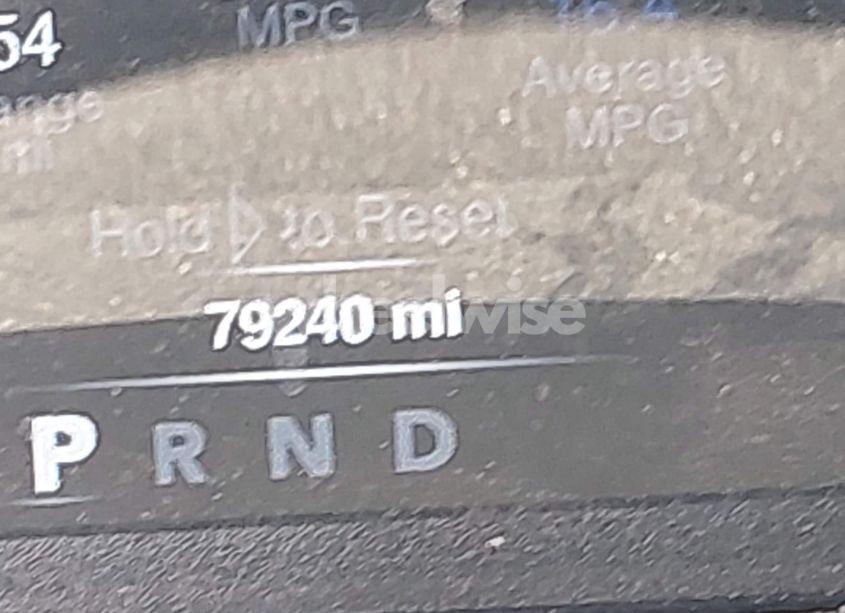 54
MPG
Average
MPG
Hold to Reset
79240 mi
P R N D